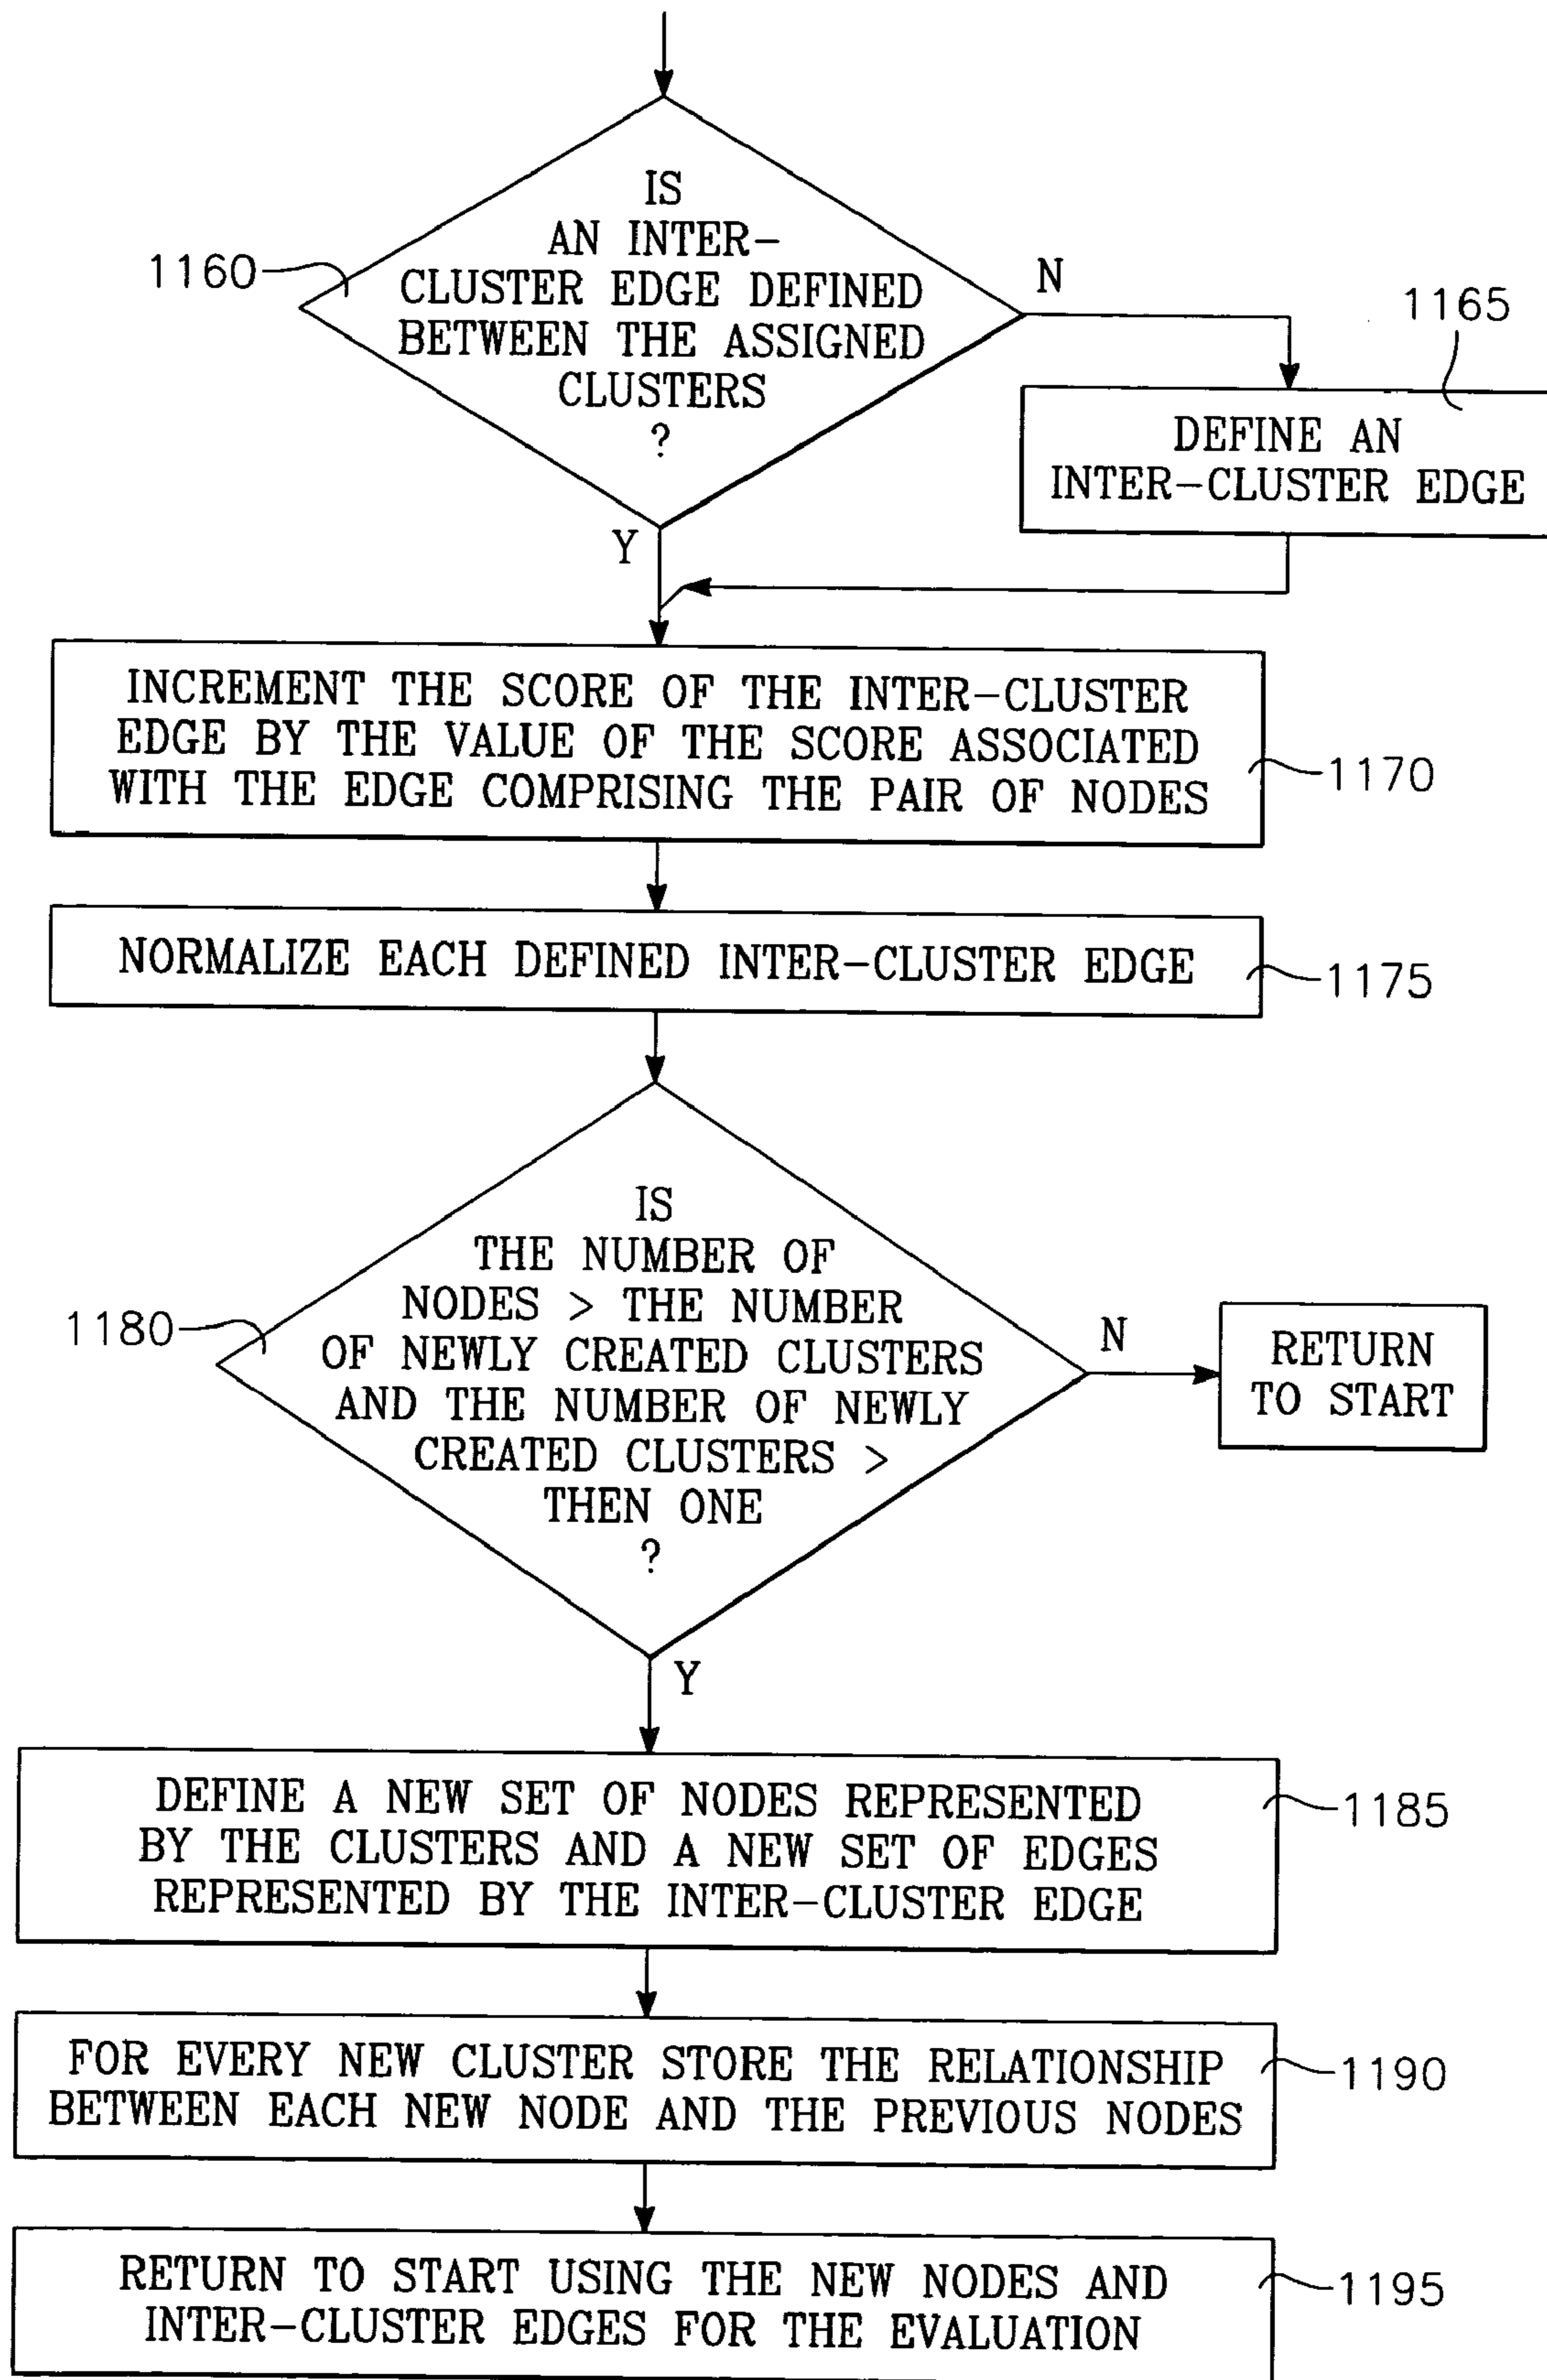 IS
AN INTER-
CLUSTER EDGE DEFINED
BETWEEN THE ASSIGNED
CLUSTERS
?
1160
N
1165
DEFINE AN
INTER-CLUSTER EDGE
Y
INCREMENT THE SCORE OF THE INTER-CLUSTER
EDGE BY THE VALUE OF THE SCORE ASSOCIATED
WITH THE EDGE COMPRISING THE PAIR OF NODES
1170
NORMALIZE EACH DEFINED INTER-CLUSTER EDGE
1175
IS
THE NUMBER OF
NODES > THE NUMBER
OF NEWLY CREATED CLUSTERS
AND THE NUMBER OF NEWLY
CREATED CLUSTERS >
THEN ONE
?
1180
N
RETURN
TO START
Y
DEFINE A NEW SET OF NODES REPRESENTED
BY THE CLUSTERS AND A NEW SET OF EDGES
REPRESENTED BY THE INTER-CLUSTER EDGE
1185
FOR EVERY NEW CLUSTER STORE THE RELATIONSHIP
BETWEEN EACH NEW NODE AND THE PREVIOUS NODES
1190
RETURN TO START USING THE NEW NODES AND
INTER-CLUSTER EDGES FOR THE EVALUATION
1195